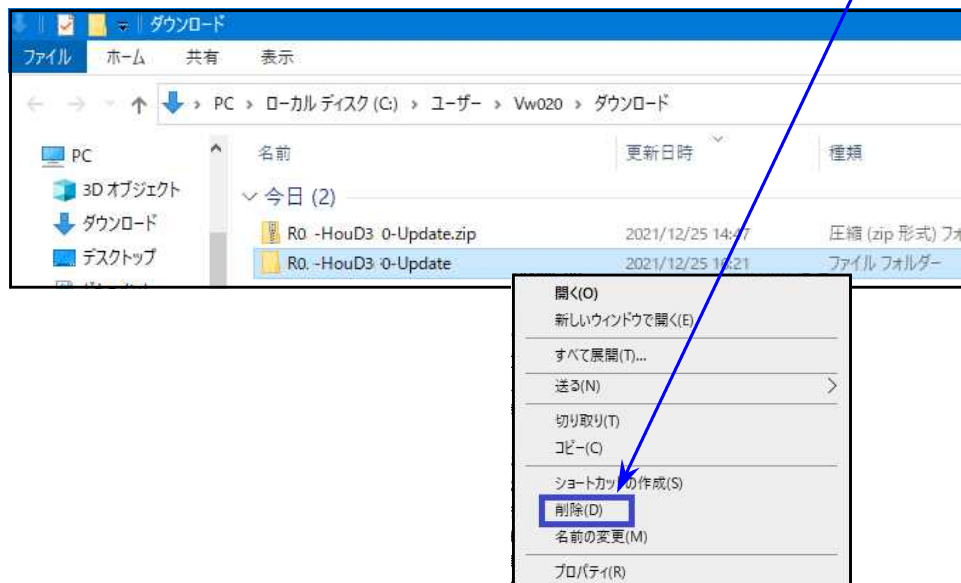 ダウンロード
ファイル ホーム 共有 表示
PC › ローカル ディスク (C:) › ユーザー › Vw020 › ダウンロード
PC 名前 更新日時 種類
3D オブジェクト 今日 (2)
ダウンロード R0 -HouD3 0-Update.zip 2021/12/25 14:47 圧縮 (zip 形式) フォ
デスクトップ R0. -HouD3 0-Update 2021/12/25 16:21 ファイル フォルダー
開く(O)
新しいウィンドウで開く(E)
すべて展開(T)...
送る(N)
切り取り(T)
コピー(C)
ショートカットの作成(S)
削除(D)
名前の変更(M)
プロパティ(R)